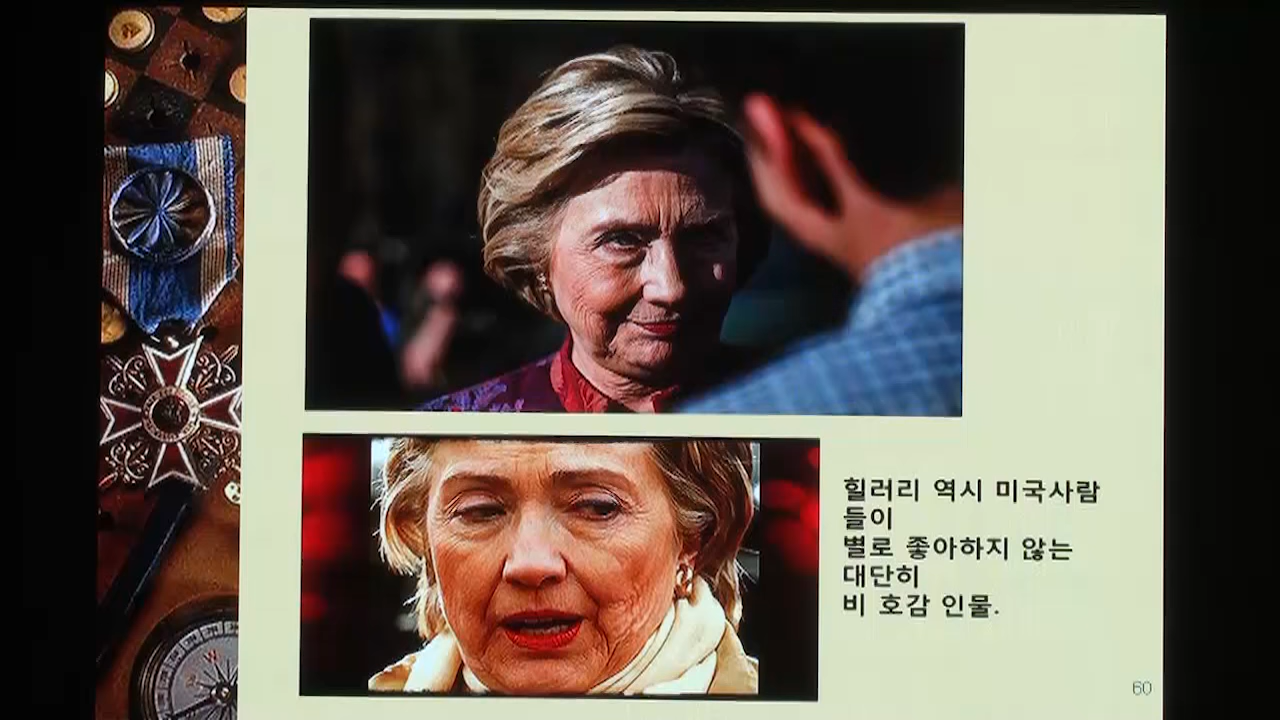 힐러리 역시 미국사람
들이
별로 좋아하지 않는
대단히
비 호감 인물.
60